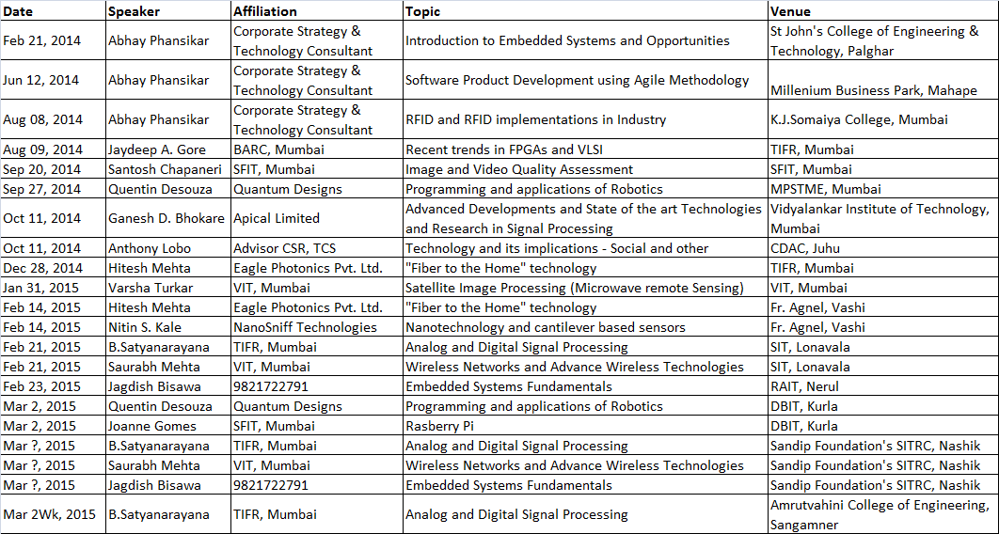 Date Speaker Affiliation Topic Venue
Feb 21, 2014 Abhay Phansikar Corporate Strategy & Technology Consultant Introduction to Embedded Systems and Opportunities St John's College of Engineering & Technology, Palghar
Jun 12, 2014 Abhay Phansikar Corporate Strategy & Technology Consultant Software Product Development using Agile Methodology Millenium Business Park, Mahape
Aug 08, 2014 Abhay Phansikar Corporate Strategy & Technology Consultant RFID and RFID implementations in Industry K.J.Somaiya College, Mumbai
Aug 09, 2014 Jaydeep A. Gore BARC, Mumbai Recent trends in FPGAs and VLSI TIFR, Mumbai
Sep 20, 2014 Santosh Chapaneri SFIT, Mumbai Image and Video Quality Assessment SFIT, Mumbai
Sep 27, 2014 Quentin Desouza Quantum Designs Programming and applications of Robotics MPSTME, Mumbai
Oct 11, 2014 Ganesh D. Bhokare Apical Limited Advanced Developments and State of the art Technologies and Research in Signal Processing Vidyalankar Institute of Technology, Mumbai
Oct 11, 2014 Anthony Lobo Advisor CSR, TCS Technology and its implications - Social and other CDAC, Juhu
Dec 28, 2014 Hitesh Mehta Eagle Photonics Pvt. Ltd. "Fiber to the Home" technology TIFR, Mumbai
Jan 31, 2015 Varsha Turkar VIT, Mumbai Satellite Image Processing (Microwave remote Sensing) VIT, Mumbai
Feb 14, 2015 Hitesh Mehta Eagle Photonics Pvt. Ltd. "Fiber to the Home" technology Fr. Agnel, Vashi
Feb 14, 2015 Nitin S. Kale NanoSniff Technologies Nanotechnology and cantilever based sensors Fr. Agnel, Vashi
Feb 21, 2015 B.Satyanarayana TIFR, Mumbai Analog and Digital Signal Processing SIT, Lonavala
Feb 21, 2015 Saurabh Mehta VIT, Mumbai Wireless Networks and Advance Wireless Technologies SIT, Lonavala
Feb 23, 2015 Jagdish Bisawa 9821722791 Embedded Systems Fundamentals RAIT, Nerul
Mar 2, 2015 Quentin Desouza Quantum Designs Programming and applications of Robotics DBIT, Kurla
Mar 2, 2015 Joanne Gomes SFIT, Mumbai Rasberry Pi DBIT, Kurla
Mar ?, 2015 B.Satyanarayana TIFR, Mumbai Analog and Digital Signal Processing Sandip Foundation's SITRC, Nashik
Mar ?, 2015 Saurabh Mehta VIT, Mumbai Wireless Networks and Advance Wireless Technologies Sandip Foundation's SITRC, Nashik
Mar ?, 2015 Jagdish Bisawa 9821722791 Embedded Systems Fundamentals Sandip Foundation's SITRC, Nashik
Mar 2Wk, 2015 B.Satyanarayana TIFR, Mumbai Analog and Digital Signal Processing Amrutvahini College of Engineering, Sangamner